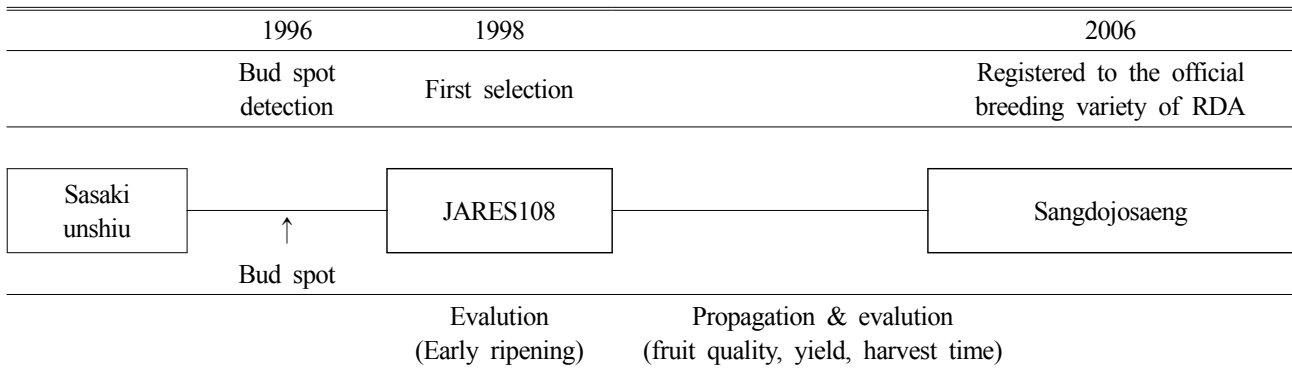 1996 1998 2006
Bud spot
detection
First selection
Registered to the official
breeding variety of RDA
Sasaki
unshiu
JARES108
Sangdojosaeng
↑
Bud spot
Evalution
(Early ripening)
Propagation & evalution
(fruit quality, yield, harvest time)